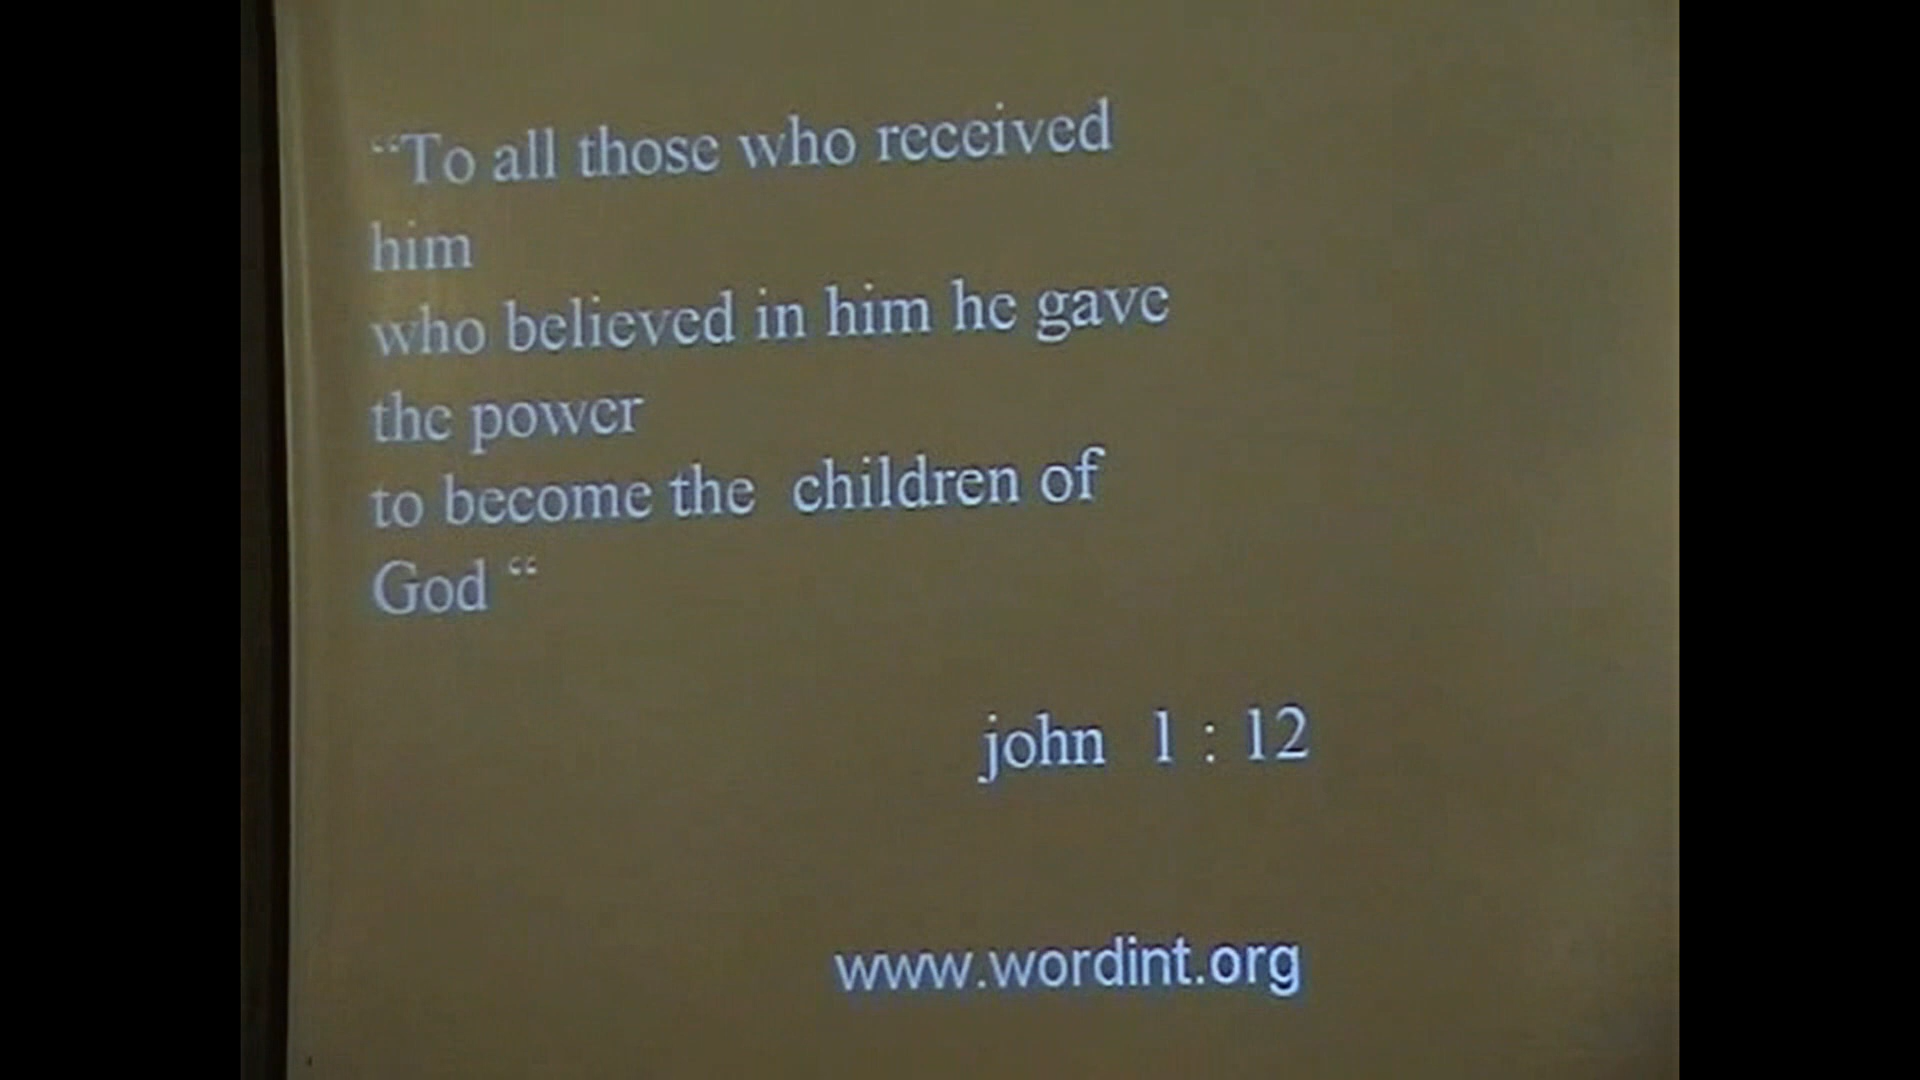 “To all those who received
him
who believed in him he gave
the power
to become the children of
God “
john 1 : 12
www.wordint.org